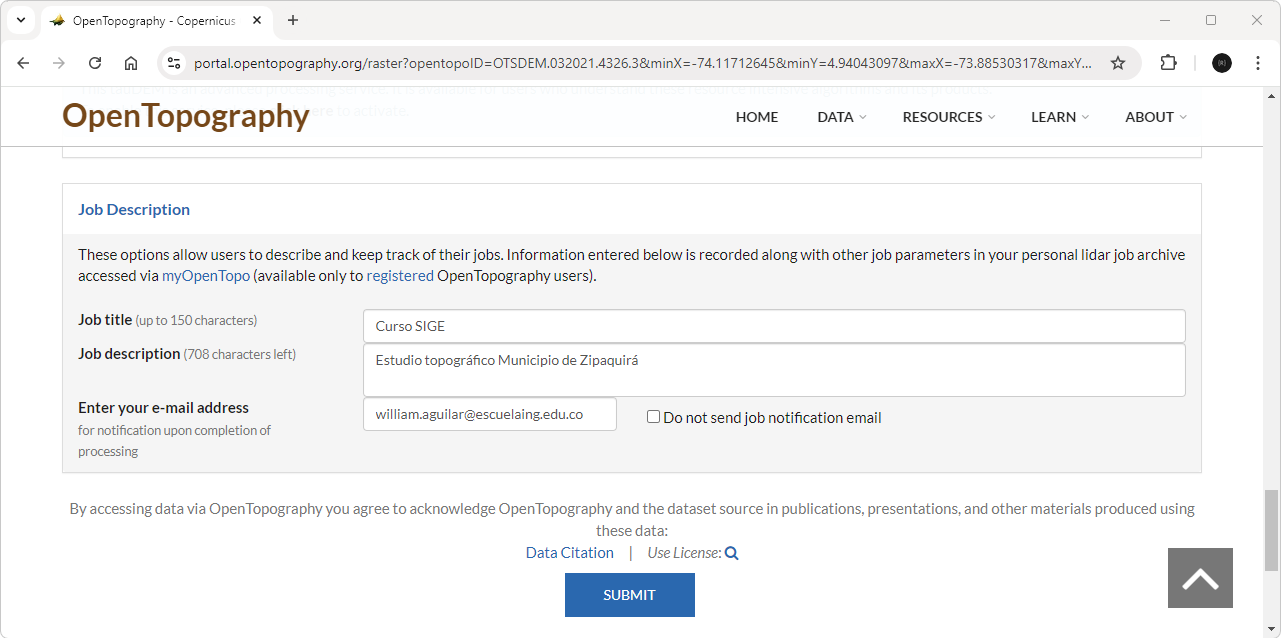 OpenTopography - Copernicus
portal.opentopography.org/raster?opentopoID=OTSDEM.032021.4326.3&minX=-74.11712645&minY=4.94043097&maxX=-73.88530317&maxY...
OpenTopography
HOME DATA RESOURCES LEARN ABOUT
Job Description
These options allow users to describe and keep track of their jobs. Information entered below is recorded along with other job parameters in your personal lidar job archive
accessed via myOpenTopo (available only to registered OpenTopography users).
Job title (up to 150 characters)
Curso SIGE
Job description (708 characters left)
Estudio topográfico Municipio de Zipaquirá
Enter your e-mail address
for notification upon completion of
processing
william.aguilar@escuelaing.edu.co
Do not send job notification email
By accessing data via OpenTopography you agree to acknowledge OpenTopography and the dataset source in publications, presentations, and other materials produced using
these data:
Data Citation | Use License:
SUBMIT